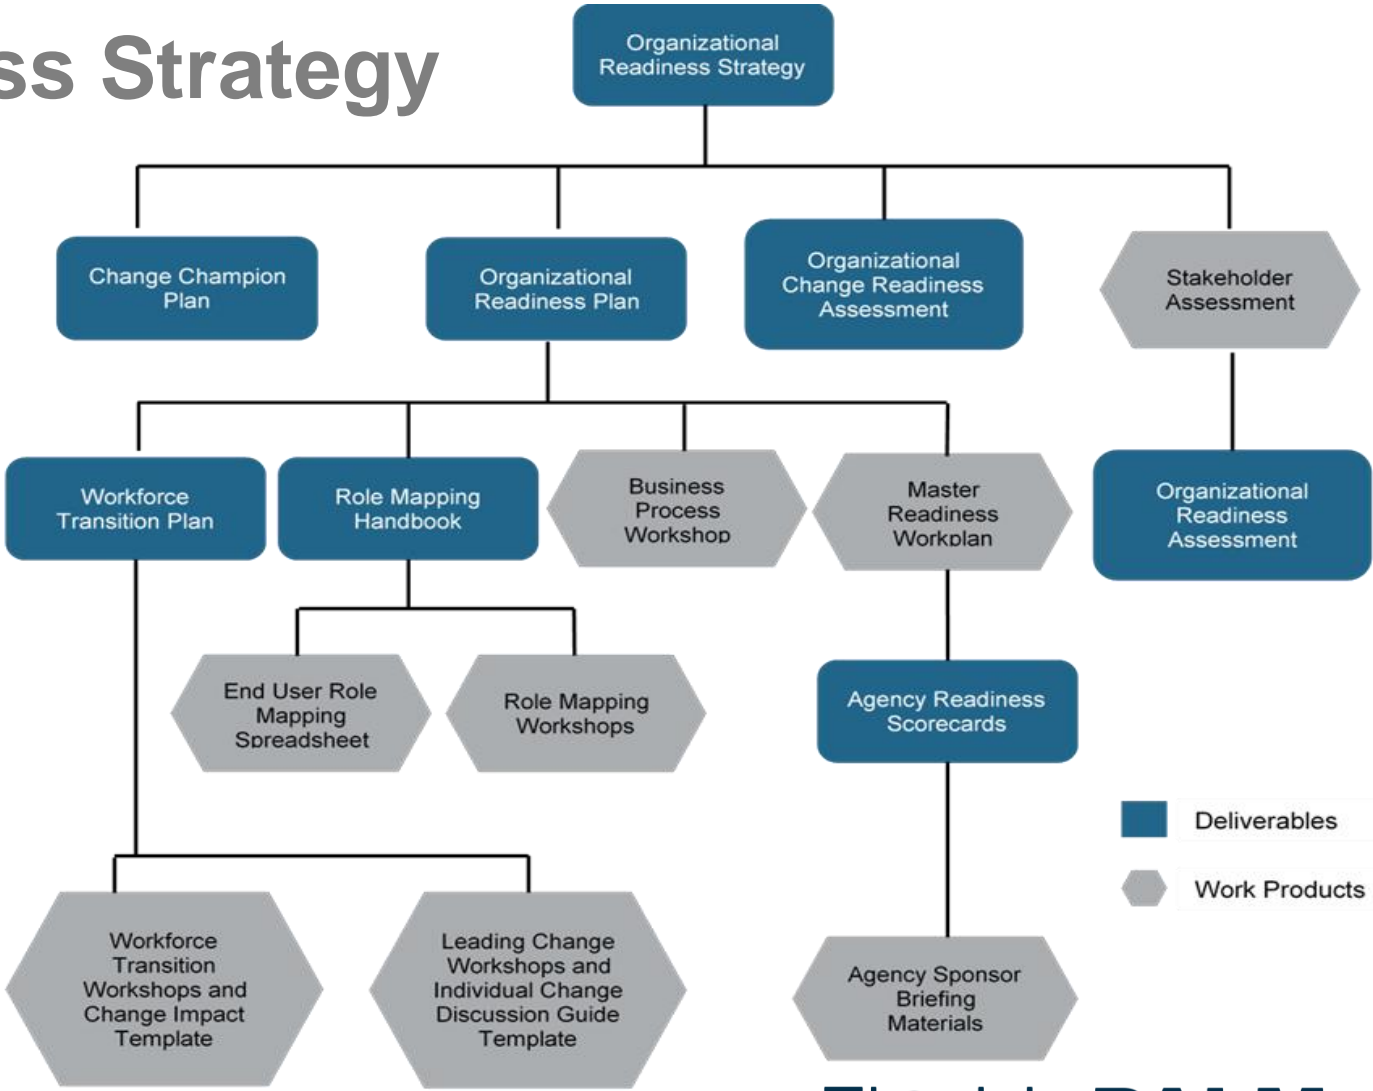 ss Strategy
Organizational
Readiness Strategy
Change Champion
Plan
Organizational
Readiness Plan
Organizational
Change Readiness
Assessment
Stakeholder
Assessment
Workforce
Transition Plan
Role Mapping
Handbook
Business
Process
Workshop
Master
Readiness
Workplan
Organizational
Readiness
Assessment
End User Role
Mapping
Spreadsheet
Role Mapping
Workshops
Agency Readiness
Scorecards
Deliverables
Work Products
Workforce
Transition
Workshops and
Change Impact
Template
Leading Change
Workshops and
Individual Change
Discussion Guide
Template
Agency Sponsor
Briefing
Materials